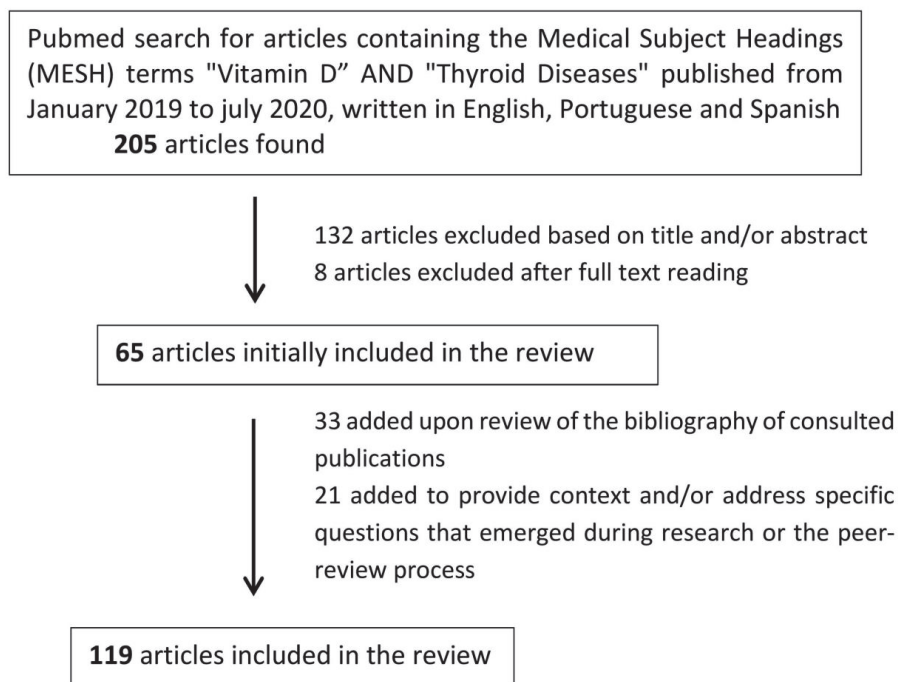 Pubmed search for articles containing the Medical Subject Headings
(MESH) terms "Vitamin D” AND "Thyroid Diseases" published from
January 2019 to july 2020, written in English, Portuguese and Spanish
205 articles found
132 articles excluded based on title and/or abstract
8 articles excluded after full text reading
65 articles initially included in the review
33 added upon review of the bibliography of consulted
publications
21 added to provide context and/or address specific
questions that emerged during research or the peer-
review process
119 articles included in the review